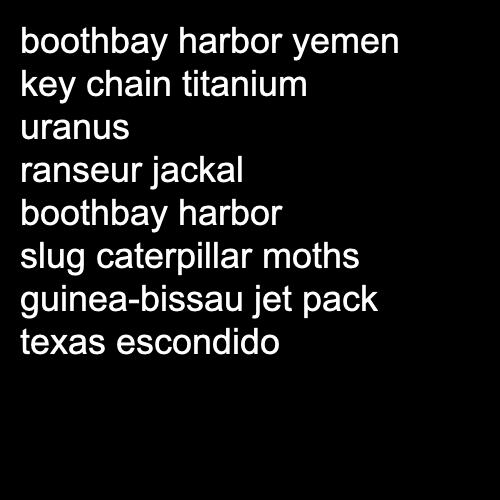 boothbay harbor yemen
key chain titanium
uranus
ranseur jackal
boothbay harbor
slug caterpillar moths
guinea-bissau jet pack
texas escondido